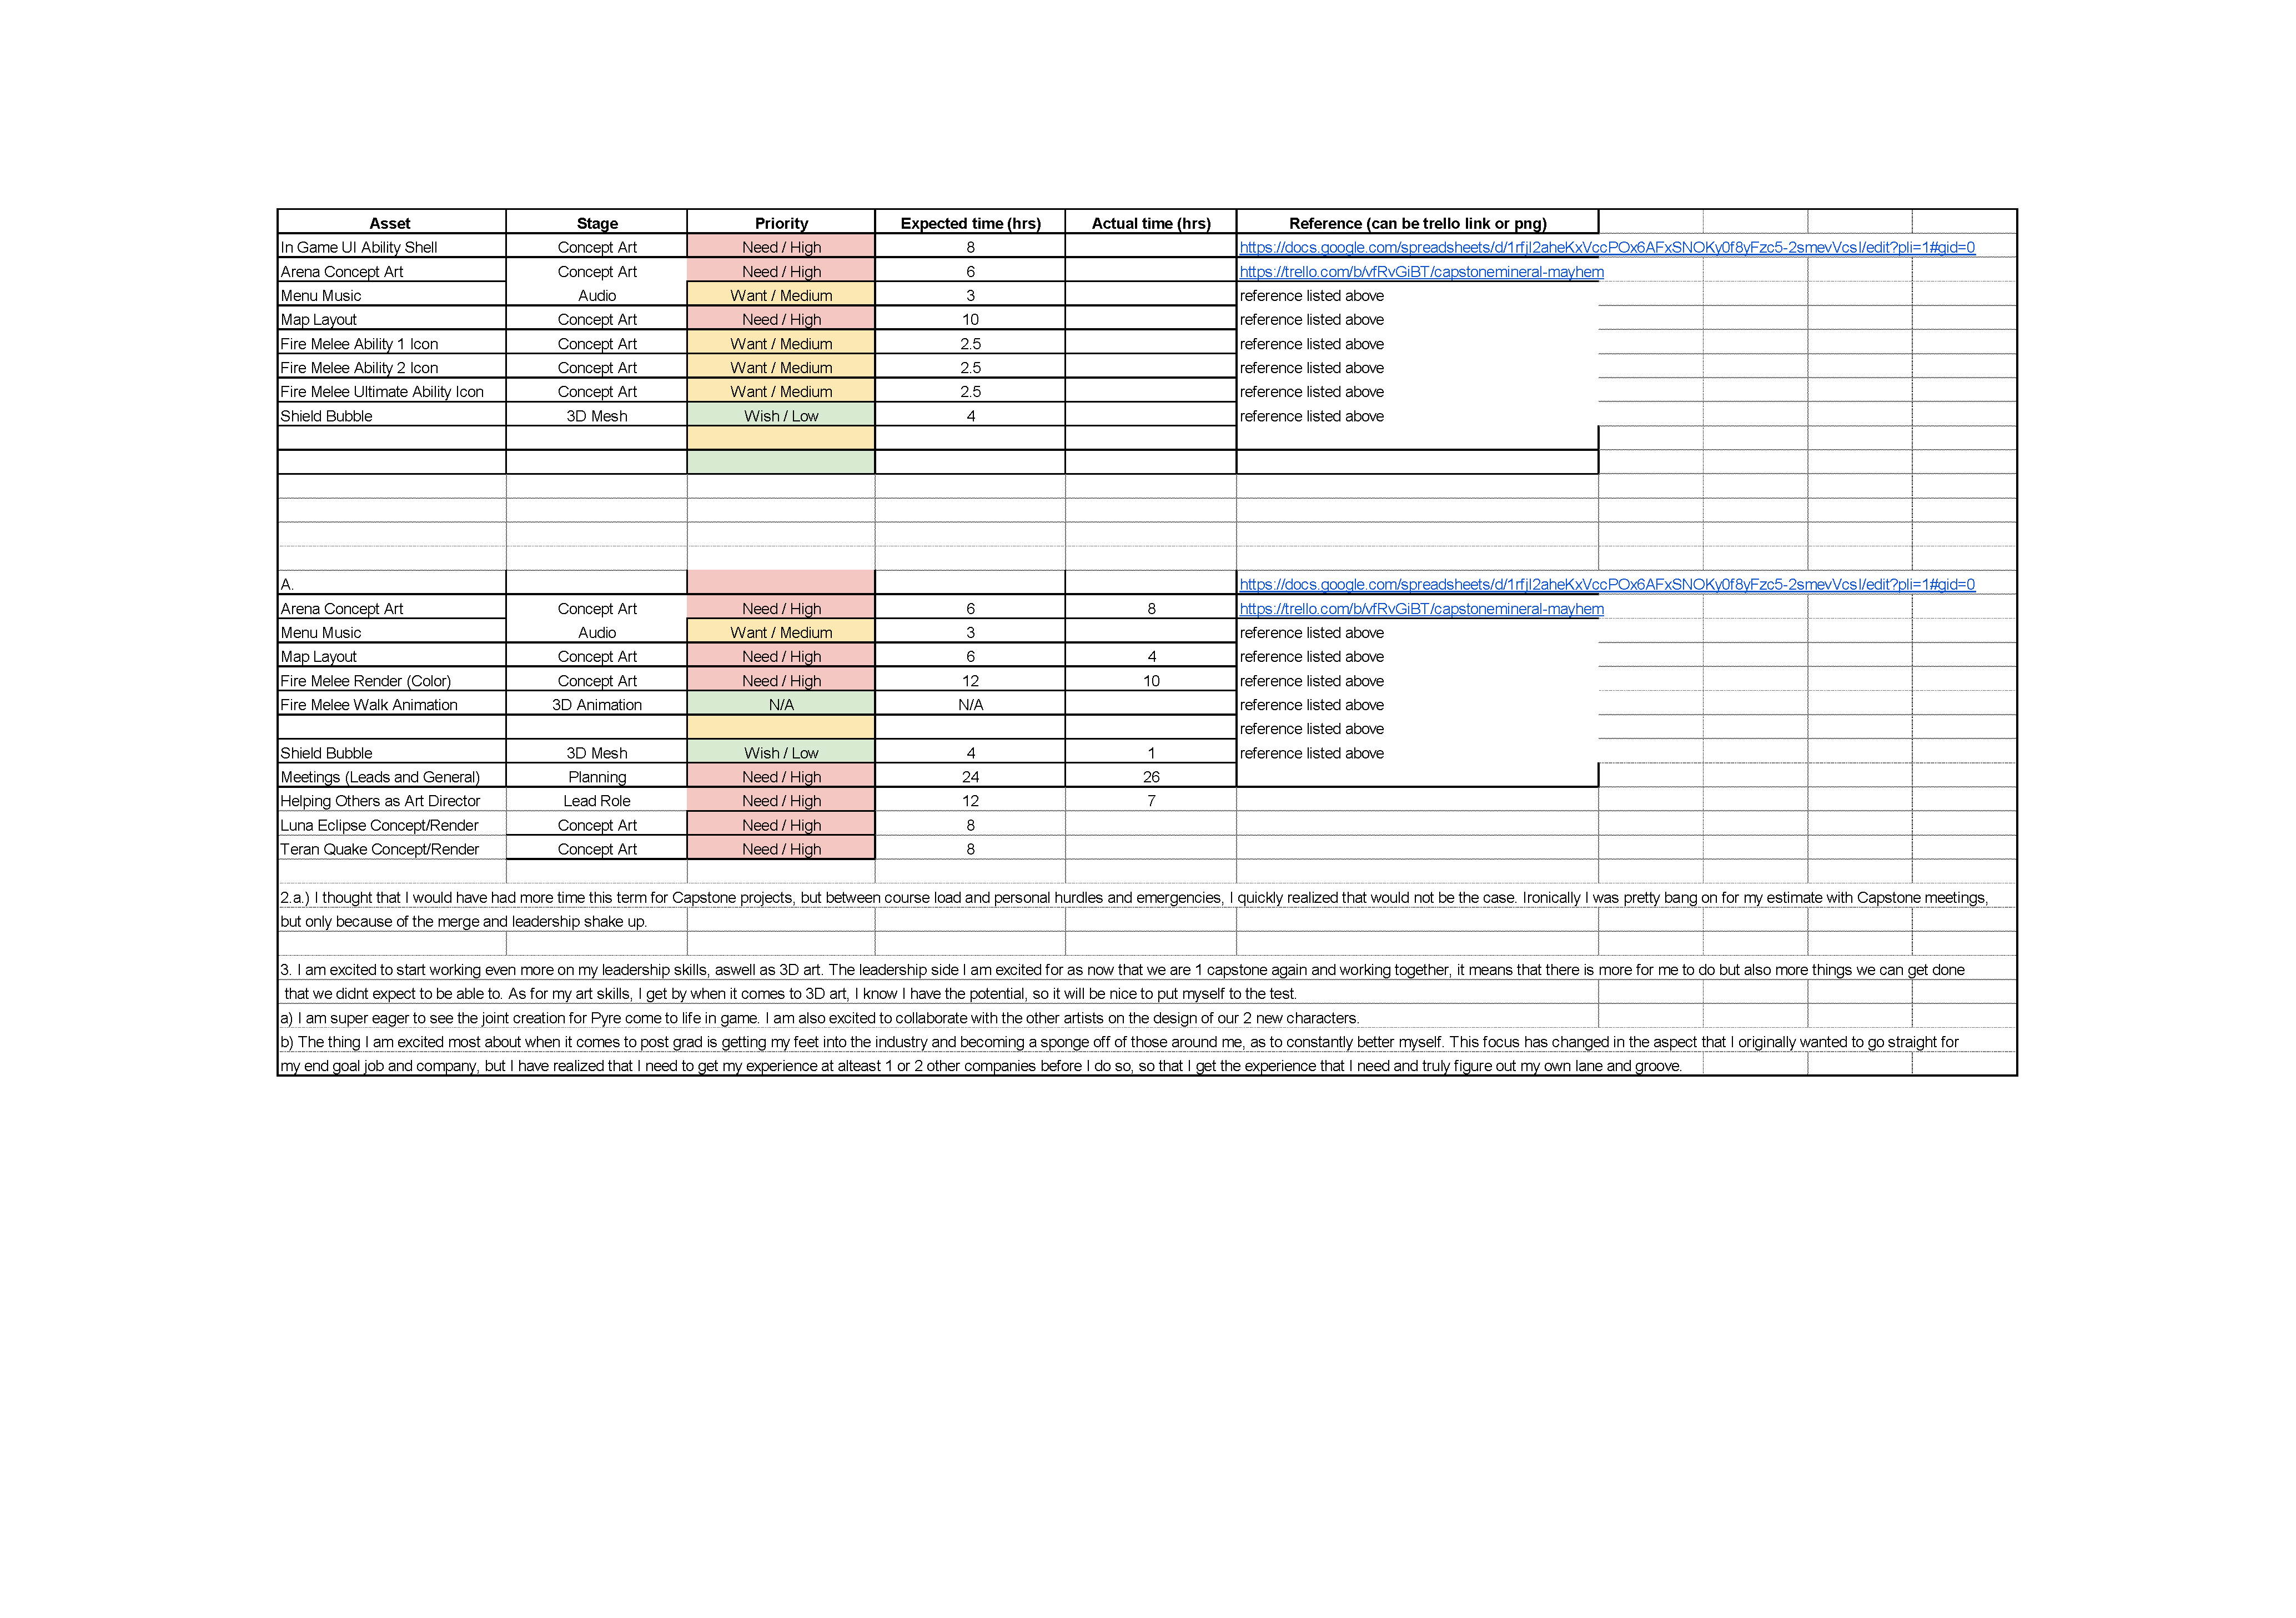 Asset Stage Priority Expected time (hrs) Actual time (hrs) Reference (can be trello link or png)
In Game UI Ability Shell Concept Art Need / High 8 https://docs.google.com/spreadsheets/d/1rfjI2aheKxVccPOx6AFxSNOKy0f8yFzc5-2smevVcsI/edit?pli=1#gid=0
Arena Concept Art Concept Art Need / High 6 https://trello.com/b/vfRvGiBT/capstonemineral-mayhem
Menu Music Audio Want / Medium 3 reference listed above
Map Layout Concept Art Need / High 10 reference listed above
Fire Melee Ability 1 Icon Concept Art Want / Medium 2.5 reference listed above
Fire Melee Ability 2 Icon Concept Art Want / Medium 2.5 reference listed above
Fire Melee Ultimate Ability Icon Concept Art Want / Medium 2.5 reference listed above
Shield Bubble 3D Mesh Wish / Low 4 reference listed above
A. https://docs.google.com/spreadsheets/d/1rfjI2aheKxVccPOx6AFxSNOKy0f8yFzc5-2smevVcsI/edit?pli=1#gid=0
Arena Concept Art Concept Art Need / High 6 8 https://trello.com/b/vfRvGiBT/capstonemineral-mayhem
Menu Music Audio Want / Medium 3 reference listed above
Map Layout Concept Art Need / High 6 4 reference listed above
Fire Melee Render (Color) Concept Art Need / High 12 10 reference listed above
Fire Melee Walk Animation 3D Animation N/A N/A reference listed above
reference listed above
Shield Bubble 3D Mesh Wish / Low 4 1 reference listed above
Meetings (Leads and General) Planning Need / High 24 26
Helping Others as Art Director Lead Role Need / High 12 7
Luna Eclipse Concept/Render Concept Art Need / High 8
Teran Quake Concept/Render Concept Art Need / High 8
2.a.) I thought that I would have had more time this term for Capstone projects, but between course load and personal hurdles and emergencies, I quickly realized that would not be the case. Ironically I was pretty bang on for my estimate with Capstone meetings,
but only because of the merge and leadership shake up.
3. I am excited to start working even more on my leadership skills, aswell as 3D art. The leadership side I am excited for as now that we are 1 capstone again and working together, it means that there is more for me to do but also more things we can get done
that we didnt expect to be able to. As for my art skills, I get by when it comes to 3D art, I know I have the potential, so it will be nice to put myself to the test.
a) I am super eager to see the joint creation for Pyre come to life in game. I am also excited to collaborate with the other artists on the design of our 2 new characters.
b) The thing I am excited most about when it comes to post grad is getting my feet into the industry and becoming a sponge off of those around me, as to constantly better myself. This focus has changed in the aspect that I originally wanted to go straight for
my end goal job and company, but I have realized that I need to get my experience at alteast 1 or 2 other companies before I do so, so that I get the experience that I need and truly figure out my own lane and groove.